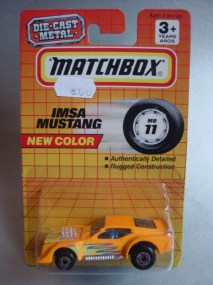 DIE-CAST
METAL
3+
YEARS
AÑOS
MATCHBOX
IMSA
MUSTANG
NEW COLOR
MB
11
• Authentically Detailed
• Rugged Construction